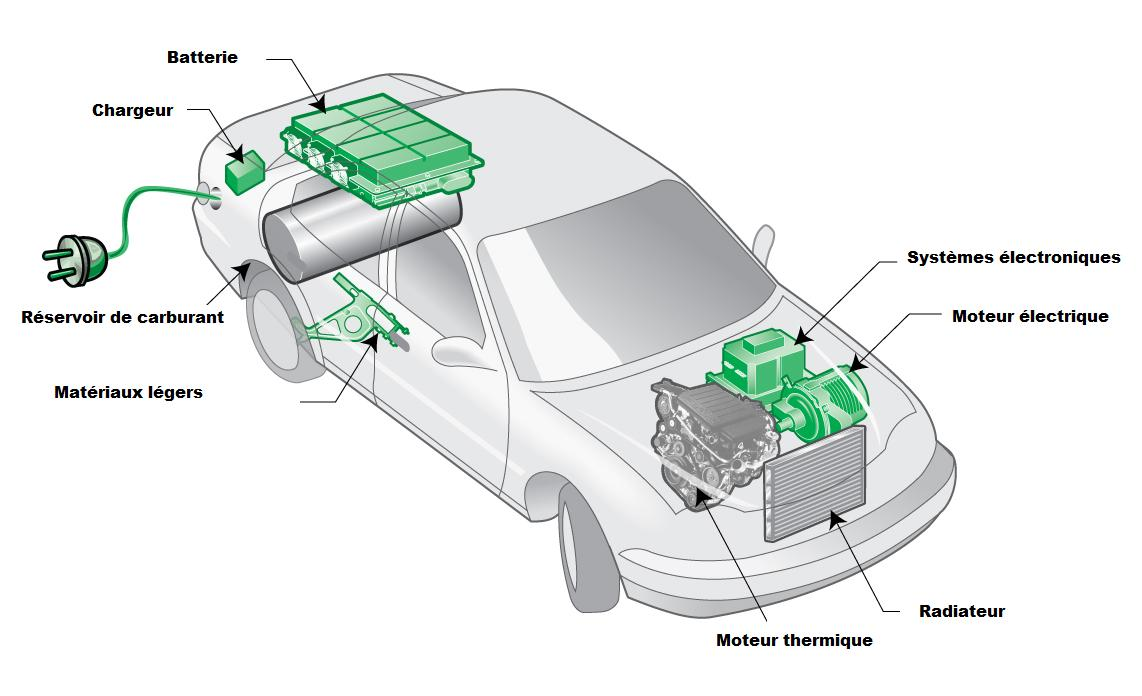 Batterie
Chargeur
Systèmes électroniques
Moteur électrique
Réservoir de carburant
Matériaux légers
Radiateur
Moteur thermique